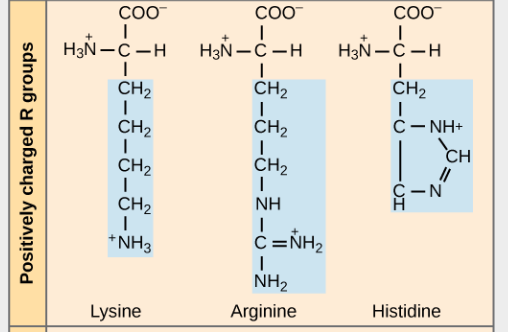 Positively charged R groups
COO⁻ COO⁻ COO⁻
H₃N⁺—C—H H₃N⁺—C—H H₃N⁺—C—H
CH₂ CH₂ CH₂
CH₂ CH₂ C—NH+
CH₂ CH₂ CH
CH₂ NH C—N
H
⁺NH₃ C=NH₂⁺
NH₂
Lysine Arginine Histidine